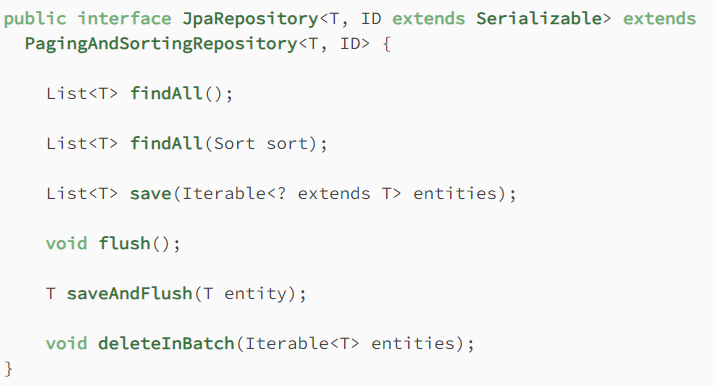 public interface JpaRepository<T, ID extends Serializable> extends
  PagingAndSortingRepository<T, ID> {
    List<T> findAll();
    List<T> findAll(Sort sort);
    List<T> save(Iterable<? extends T> entities);
    void flush();
    T saveAndFlush(T entity);
    void deleteInBatch(Iterable<T> entities);
}